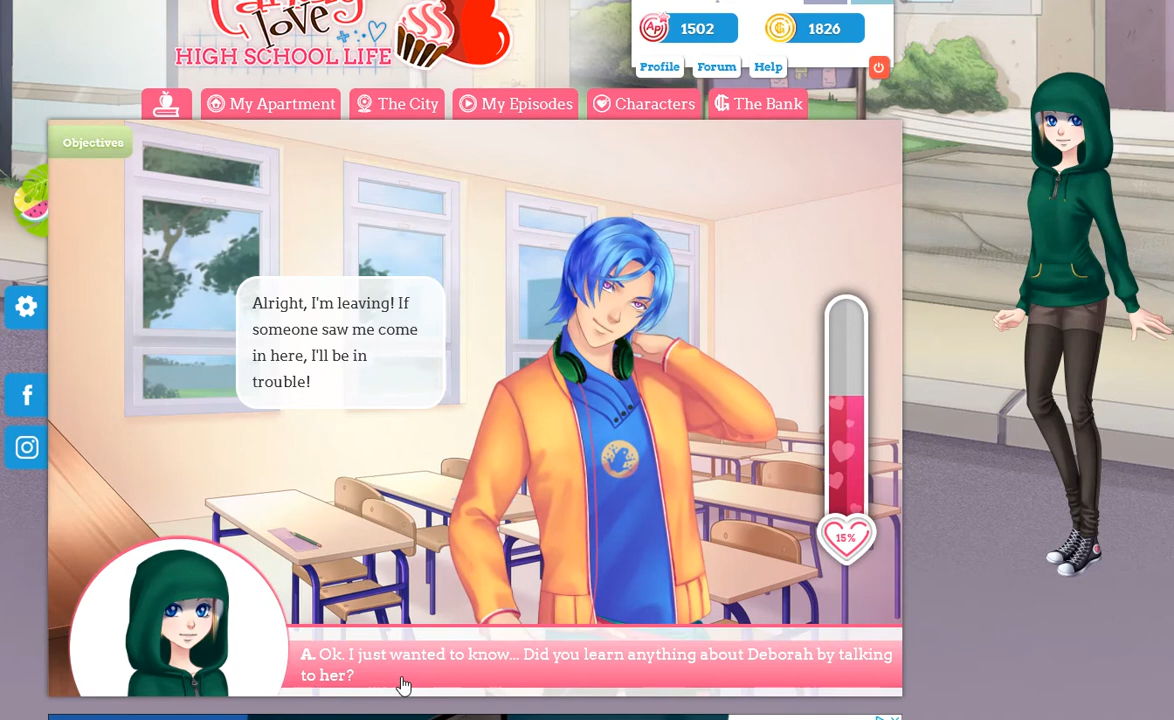 love
HIGH SCHOOL LIFE
1502
1826
Profile
Forum
Help
My Apartment
The City
My Episodes
Characters
The Bank
Objectives
Alright, I'm leaving! If
someone saw me come
in here, I'll be in
trouble!
15%
A. Ok. I just wanted to know... Did you learn anything about Deborah by talking
to her?